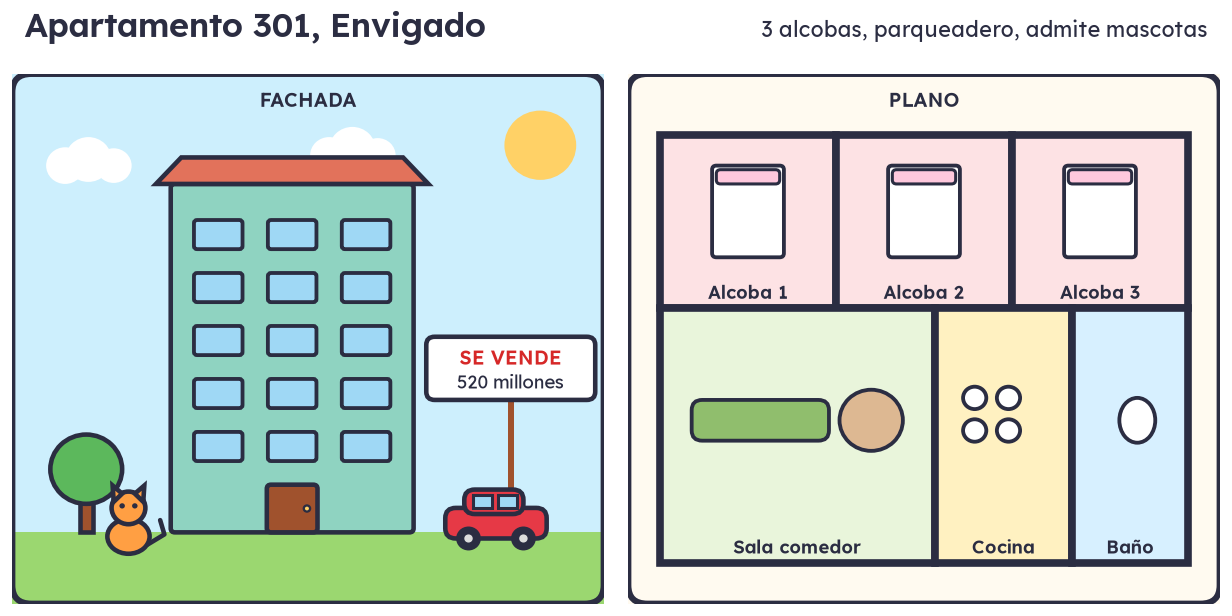 Apartamento 301, Envigado
3 alcobas, parqueadero, admite mascotas
FACHADA
SE VENDE
520 millones
PLANO
Alcoba 1
Alcoba 2
Alcoba 3
Sala comedor
Cocina
Baño